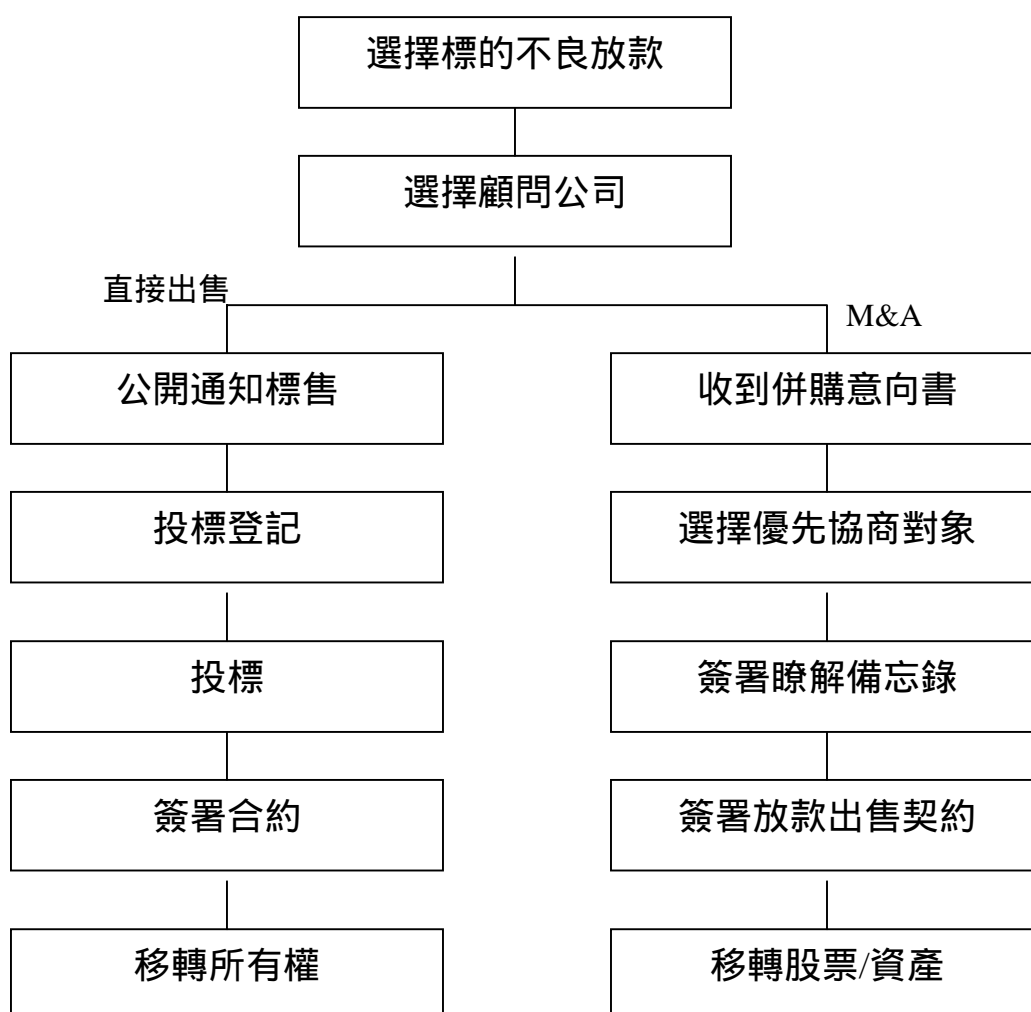 選擇標的不良放款
選擇顧問公司
直接出售
M&A
公開通知標售
收到併購意向書
投標登記
選擇優先協商對象
投標
簽署瞭解備忘錄
簽署合約
簽署放款出售契約
移轉所有權
移轉股票/資產